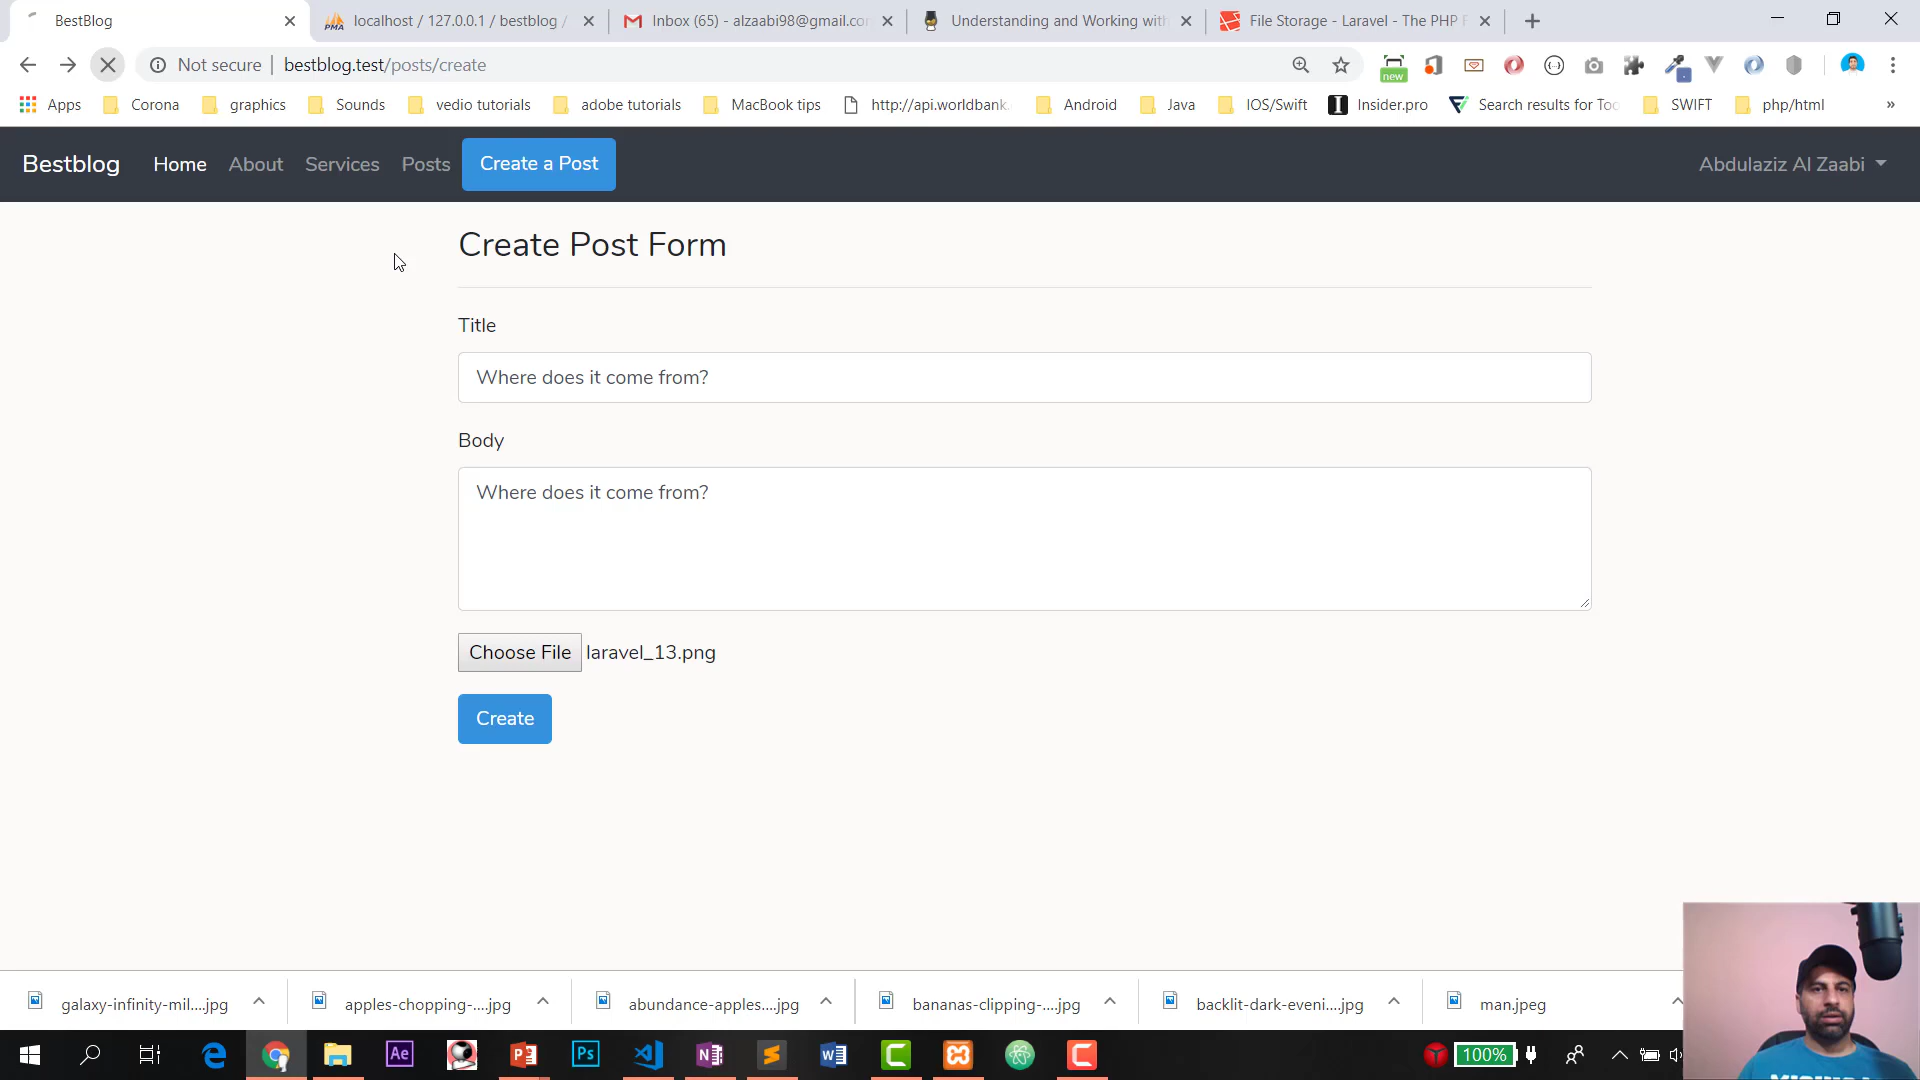 BestBlog
localhost / 127.0.0.1 / bestblog /
Inbox (65) - alzaabi98@gmail.co
Understanding and Working with
File Storage - Laravel - The PHP F
Not secure | bestblog.test/posts/create
new
Apps
Corona
graphics
Sounds
vedio tutorials
adobe tutorials
MacBook tips
http://api.worldbank.
Android
Java
IOS/Swift
Insider.pro
Search results for Too
SWIFT
php/html
»
Bestblog
Home
About
Services
Posts
Create a Post
Abdulaziz Al Zaabi
Create Post Form
Title
Where does it come from?
Body
Where does it come from?
Choose File laravel_13.png
Create
galaxy-infinity-mil....jpg
apples-chopping-....jpg
abundance-apples....jpg
bananas-clipping-....jpg
backlit-dark-eveni....jpg
man.jpeg
100%